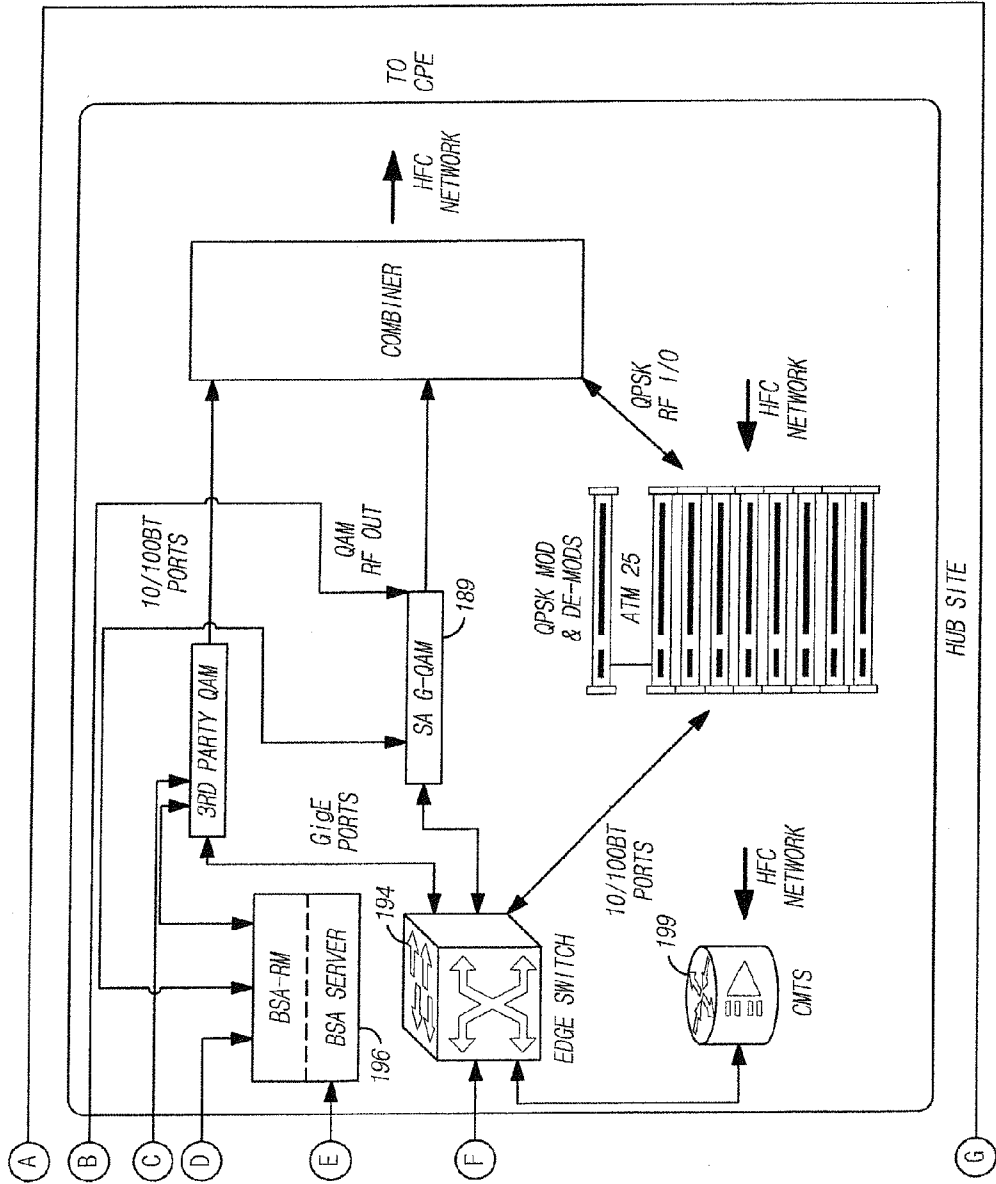 A
B
C
D
E
F
G
TO
CPE
HFC
NETWORK
COMBINER
10/100BT
PORTS
QAM
RF OUT
QPSK
RF I/O
3RD PARTY QAM
SA G-QAM
189
GigE
PORTS
BSA-RM
BSA SERVER
196
194
EDGE SWITCH
QPSK MOD
& DE-MODS
ATM 25
HFC
NETWORK
10/100BT
PORTS
199
CMTS
HFC
NETWORK
HUB SITE